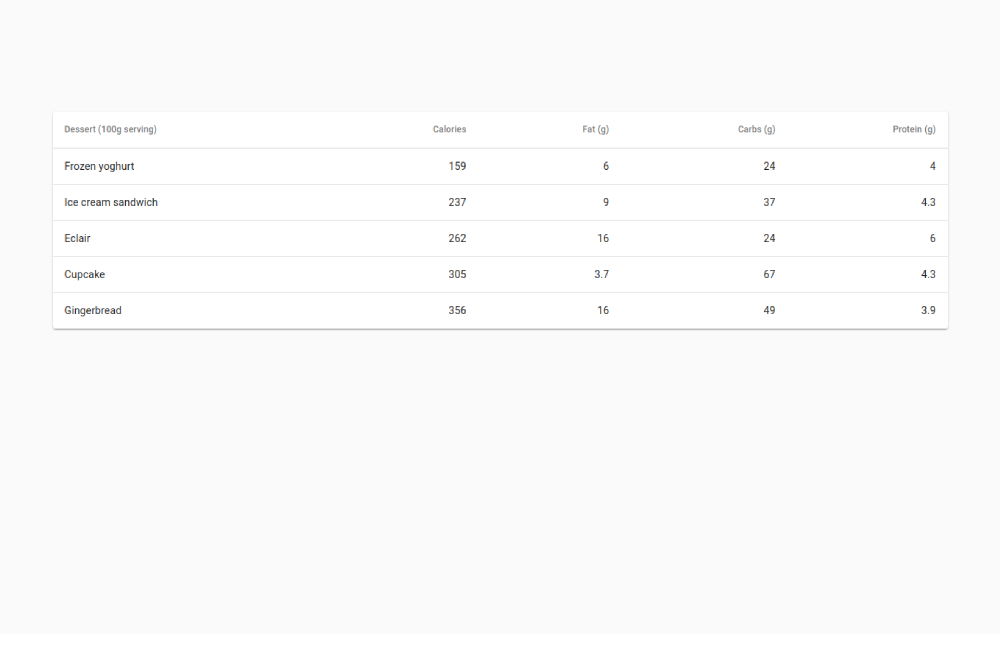 Dessert (100g serving) Calories Fat (g) Carbs (g) Protein (g)
Frozen yoghurt 159 6 24 4
Ice cream sandwich 237 9 37 4.3
Eclair 262 16 24 6
Cupcake 305 3.7 67 4.3
Gingerbread 356 16 49 3.9